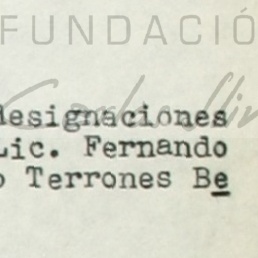 FUNDACIÓ
designaciones
Lic. Fernando
o Terrones Be